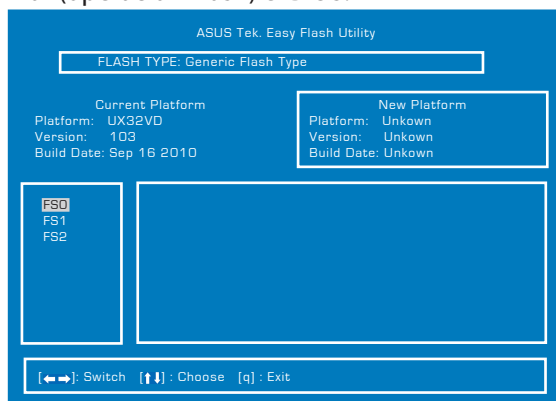 ASUS Tek. Easy Flash Utility
FLASH TYPE: Generic Flash Type
Current Platform
Platform: UX32VD
Version: 103
Build Date: Sep 16 2010
New Platform
Platform: Unkown
Version: Unkown
Build Date: Unkown
FS0
FS1
FS2
[←→]: Switch [↑↓] : Choose [q] : Exit